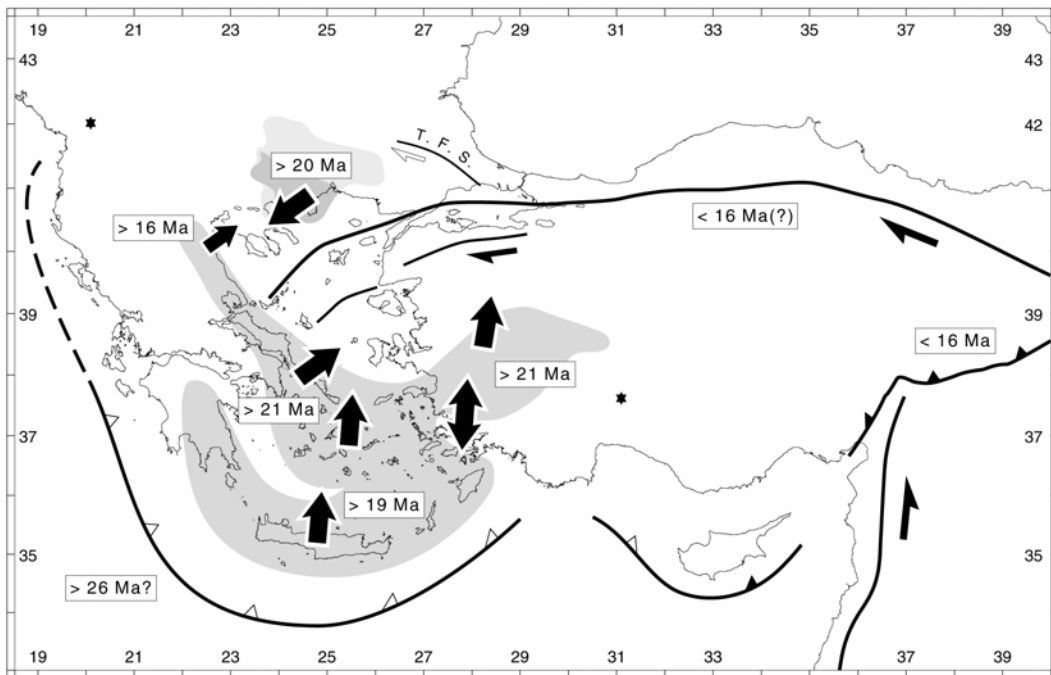 19 21 23 25 27 29 31 33 35 37 39
43 43
42 42
T. F. S.
> 20 Ma
> 16 Ma
< 16 Ma(?)
39 39
< 16 Ma
> 21 Ma
> 21 Ma
37 37
> 19 Ma
35 35
> 26 Ma?
19 21 23 25 27 29 31 33 35 37 39